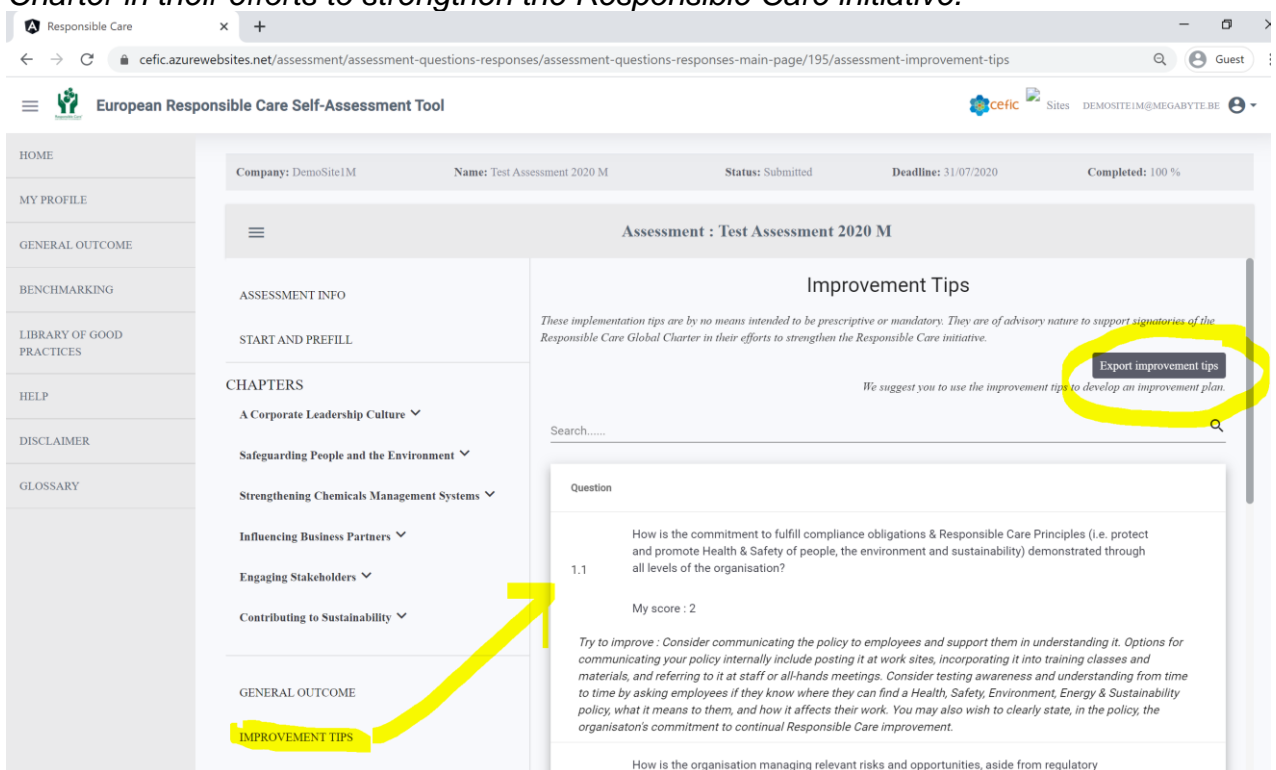 Charter in their efforts to strengthen the Responsible Care initiative.
Responsible Care
cefic.azurewebsites.net/assessment/assessment-questions-responses/assessment-questions-responses-main-page/195/assessment-improvement-tips
Guest
European Responsible Care Self-Assessment Tool
cefic
Sites
DEMOSITE1M@MEGABYTE.BE
HOME
MY PROFILE
GENERAL OUTCOME
BENCHMARKING
LIBRARY OF GOOD
PRACTICES
HELP
DISCLAIMER
GLOSSARY
Company: DemoSite1M
Name: Test Assessment 2020 M
Status: Submitted
Deadline: 31/07/2020
Completed: 100 %
Assessment : Test Assessment 2020 M
ASSESSMENT INFO
START AND PREFILL
CHAPTERS
A Corporate Leadership Culture
Safeguarding People and the Environment
Strengthening Chemicals Management Systems
Influencing Business Partners
Engaging Stakeholders
Contributing to Sustainability
GENERAL OUTCOME
IMPROVEMENT TIPS
Improvement Tips
These implementation tips are by no means intended to be prescriptive or mandatory. They are of advisory nature to support signatories of the
Responsible Care Global Charter in their efforts to strengthen the Responsible Care initiative.
Export improvement tips
We suggest you to use the improvement tips to develop an improvement plan.
Search......
Question
1.1
How is the commitment to fulfill compliance obligations & Responsible Care Principles (i.e. protect
and promote Health & Safety of people, the environment and sustainability) demonstrated through
all levels of the organisation?
My score : 2
Try to improve : Consider communicating the policy to employees and support them in understanding it. Options for
communicating your policy internally include posting it at work sites, incorporating it into training classes and
materials, and referring to it at staff or all-hands meetings. Consider testing awareness and understanding from time
to time by asking employees if they know where they can find a Health, Safety, Environment, Energy & Sustainability
policy, what it means to them, and how it affects their work. You may also wish to clearly state, in the policy, the
organisaton's commitment to continual Responsible Care improvement.
How is the organisation managing relevant risks and opportunities, aside from regulatory